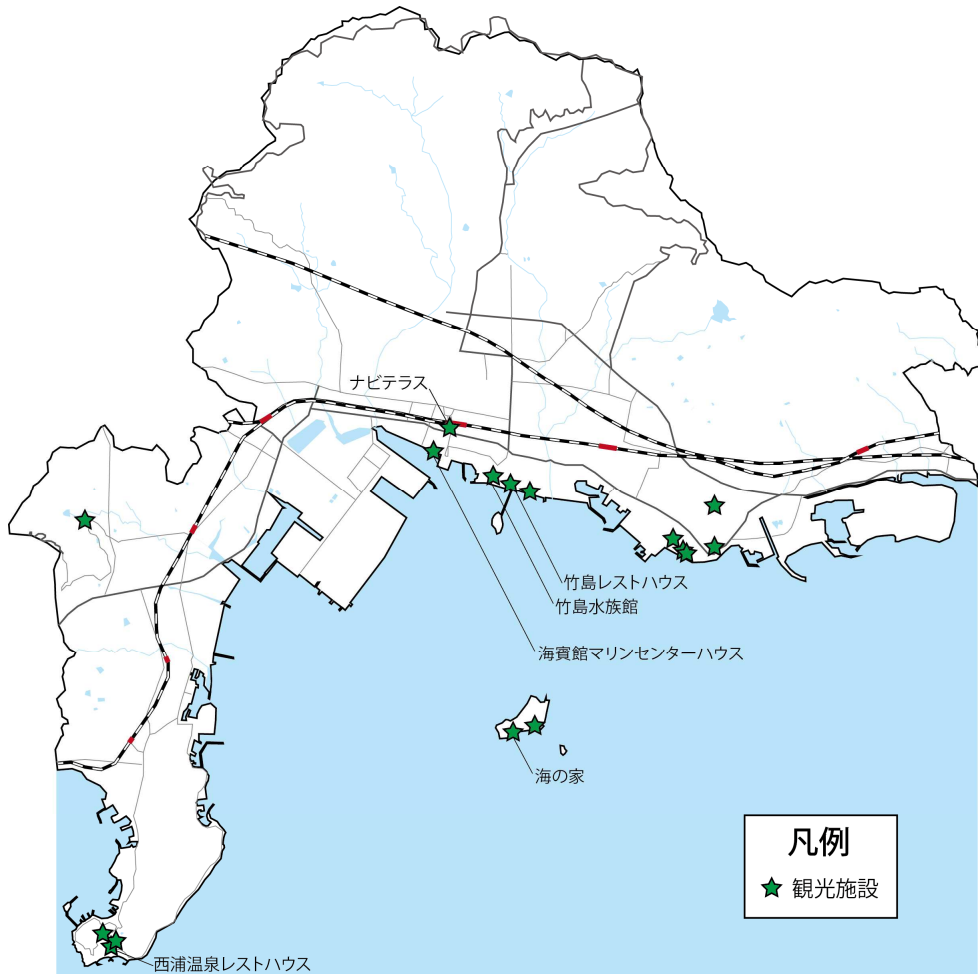 ナビテラス
竹島レストハウス
竹島水族館
海賓館マリンセンターハウス
海の家
凡例
観光施設
西浦温泉レストハウス